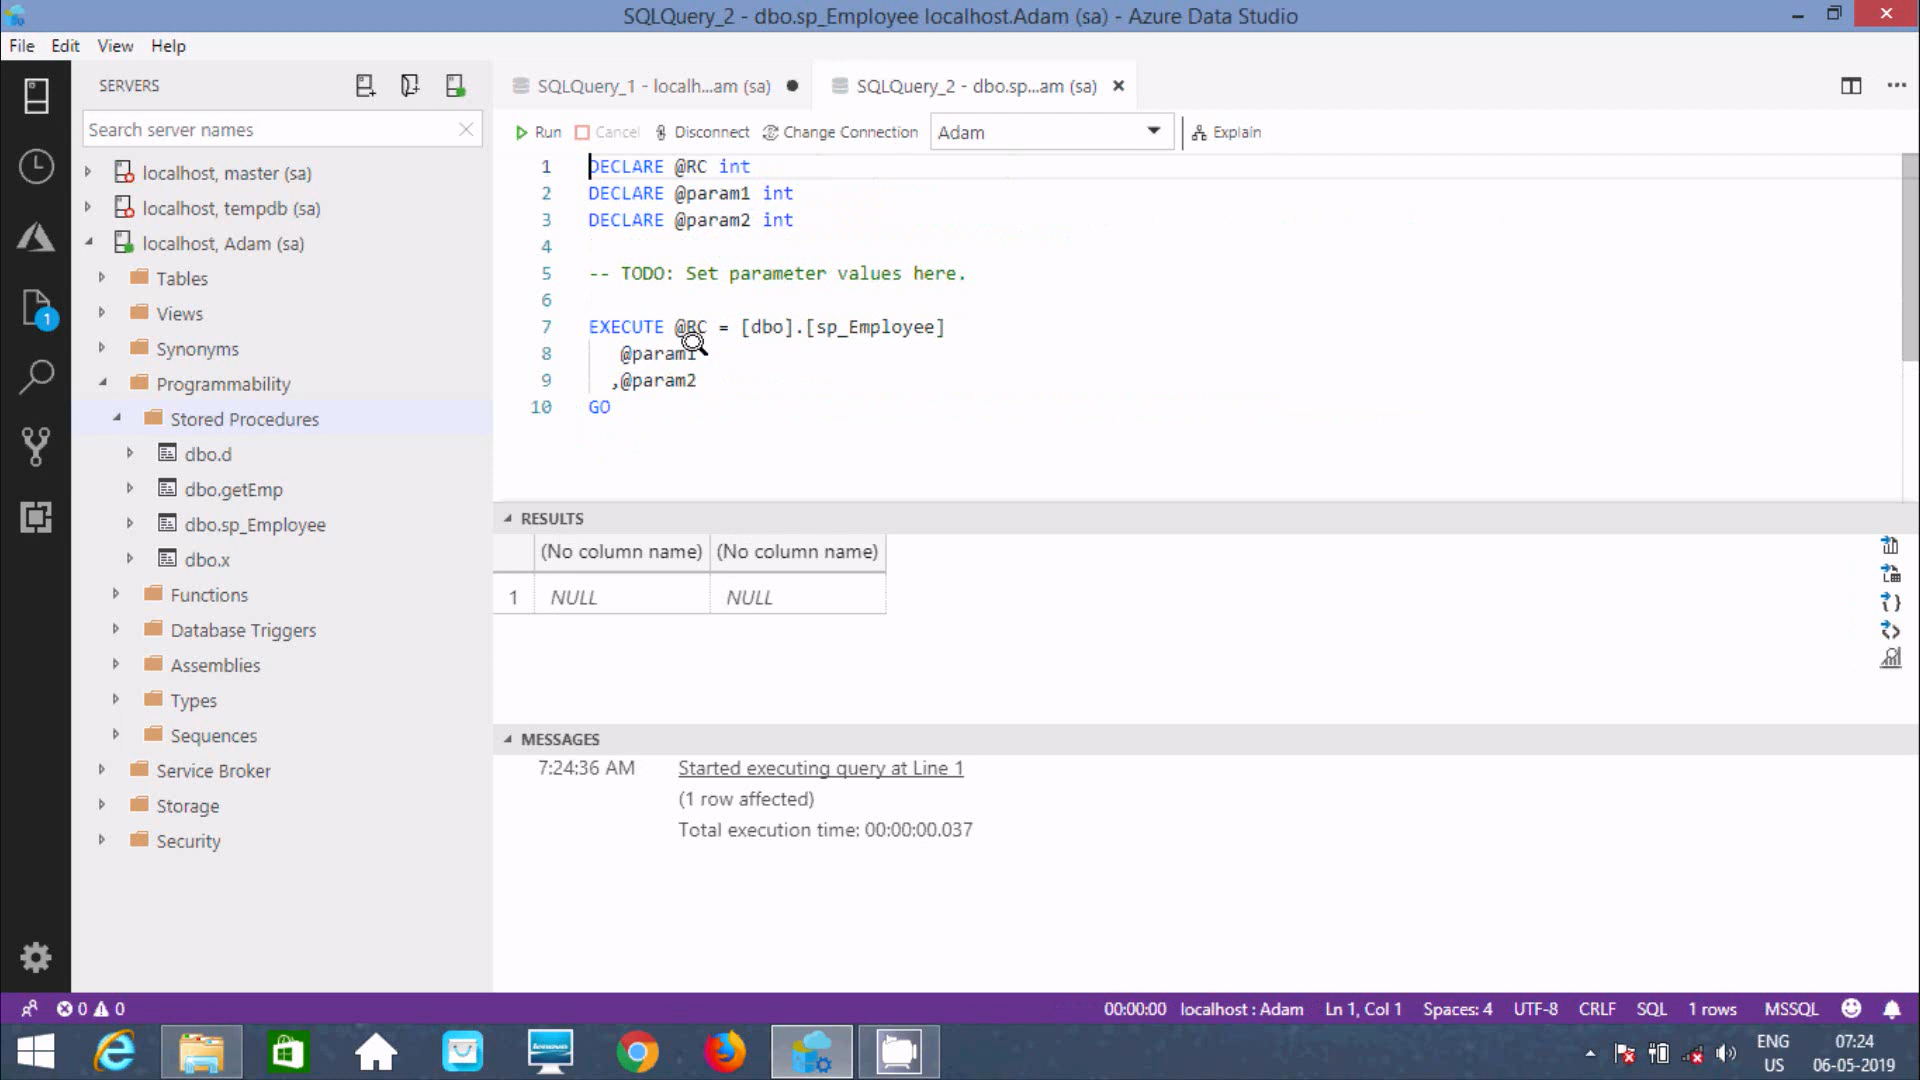 SQLQuery_2 - dbo.sp_Employee localhost.Adam (sa) - Azure Data Studio
File Edit View Help
SERVERS
Search server names
localhost, master (sa)
localhost, tempdb (sa)
localhost, Adam (sa)
Tables
Views
Synonyms
Programmability
Stored Procedures
dbo.d
dbo.getEmp
dbo.sp_Employee
dbo.x
Functions
Database Triggers
Assemblies
Types
Sequences
Service Broker
Storage
Security
1
SQLQuery_1 - localh...am (sa)
SQLQuery_2 - dbo.sp...am (sa)
Run Cancel Disconnect Change Connection Adam Explain
1 DECLARE @RC int
2 DECLARE @param1 int
3 DECLARE @param2 int
4
5 -- TODO: Set parameter values here.
6
7 EXECUTE @RC = [dbo].[sp_Employee]
8 @param1
9 ,@param2
10 GO
RESULTS
(No column name) (No column name)
1 NULL NULL
MESSAGES
7:24:36 AM Started executing query at Line 1
(1 row affected)
Total execution time: 00:00:00.037
0 0 00:00:00 localhost : Adam Ln 1, Col 1 Spaces: 4 UTF-8 CRLF SQL 1 rows MSSQL
lenovo
ENG
US
07:24
06-05-2019